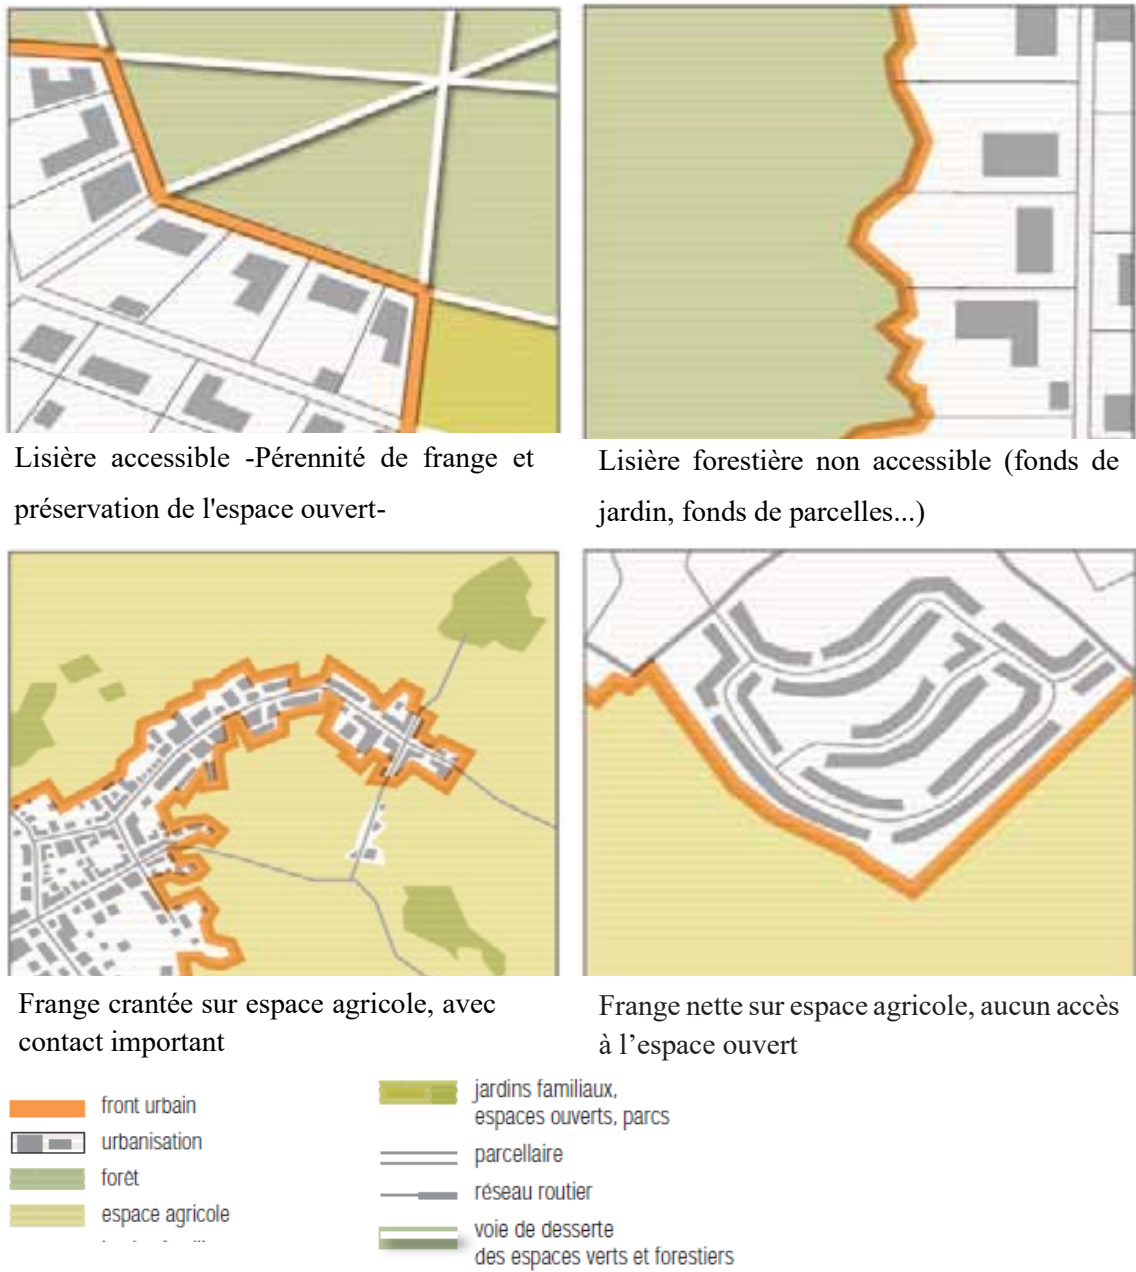 Lisière accessible -Pérennité de frange et
préservation de l'espace ouvert-
Lisière forestière non accessible (fonds de
jardin, fonds de parcelles...)
Frange crantée sur espace agricole, avec
contact important
Frange nette sur espace agricole, aucun accès
à l’espace ouvert
front urbain
urbanisation
forêt
espace agricole
jardins familiaux,
espaces ouverts, parcs
parcellaire
réseau routier
voie de desserte
des espaces verts et forestiers